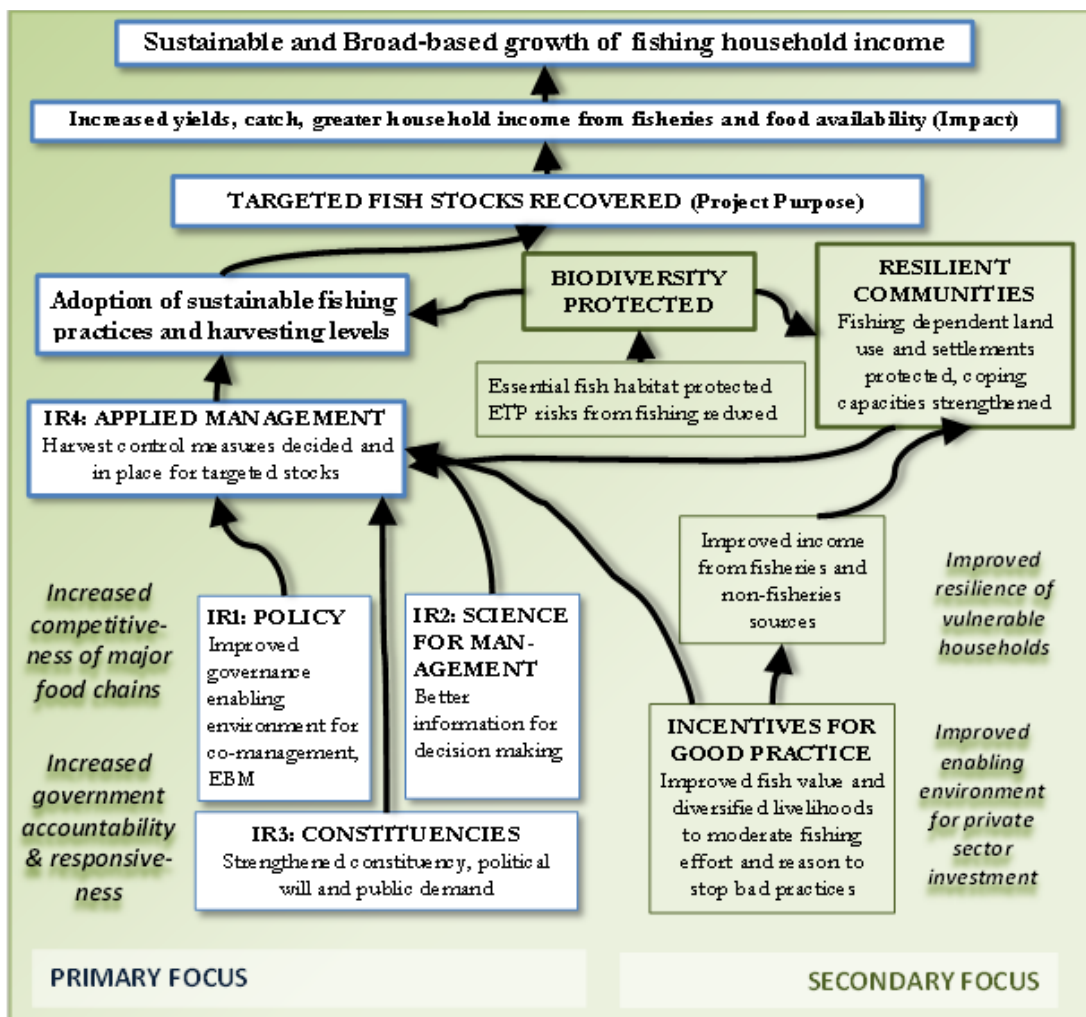 Sustainable and Broad-based growth of fishing household income
Increased yields, catch, greater household income from fisheries and food availability (Impact)
TARGETED FISH STOCKS RECOVERED (Project Purpose)
Adoption of sustainable fishing
practices and harvesting levels
BIODIVERSITY
PROTECTED
RESILIENT
COMMUNITIES
Fishing dependent land
use and settlements
protected, coping
capacities strengthened
Essential fish habitat protected
ETP risks from fishing reduced
IR4: APPLIED MANAGEMENT
Harvest control measures decided and
in place for targeted stocks
Improved income
from fisheries and
non-fisheries
sources
Improved
resilience of
vulnerable
households
Increased
competitive-
ness of major
food chains
IR1: POLICY
Improved
governance
enabling
environment for
co-management,
EBM
IR2: SCIENCE
FOR MAN-
AGEMENT
Better
information for
decision making
INCENTIVES FOR
GOOD PRACTICE
Improved fish value and
diversified livelihoods
to moderate fishing
effort and reason to
stop bad practices
Improved
enabling
environment
for private
sector
investment
Increased
government
accountability
& responsive-
ness
IR3: CONSTITUENCIES
Strengthened constituency, political
will and public demand
PRIMARY FOCUS
SECONDARY FOCUS